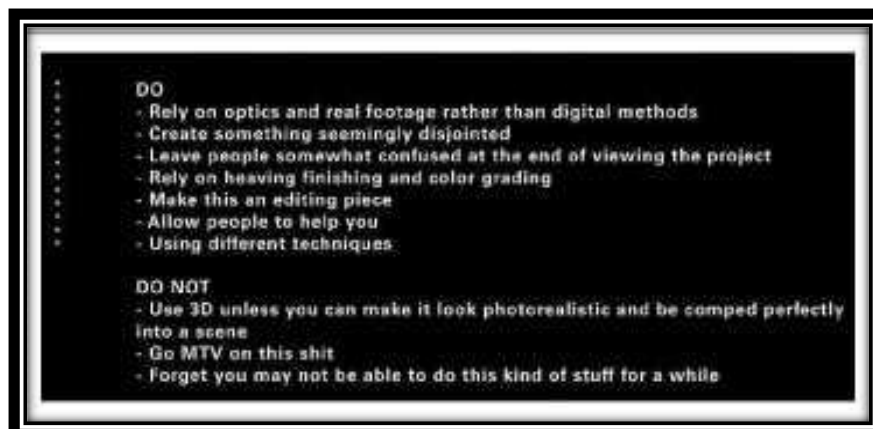 DO
- Rely on optics and real footage rather than digital methods
- Create something seemingly disjointed
- Leave people somewhat confused at the end of viewing the project
- Rely on heaving finishing and color grading
- Make this an editing piece
- Allow people to help you
- Using different techniques
DO NOT
- Use 3D unless you can make it look photorealistic and be comped perfectly
into a scene
- Go MTV on this shit
- Forget you may not be able to do this kind of stuff for a while